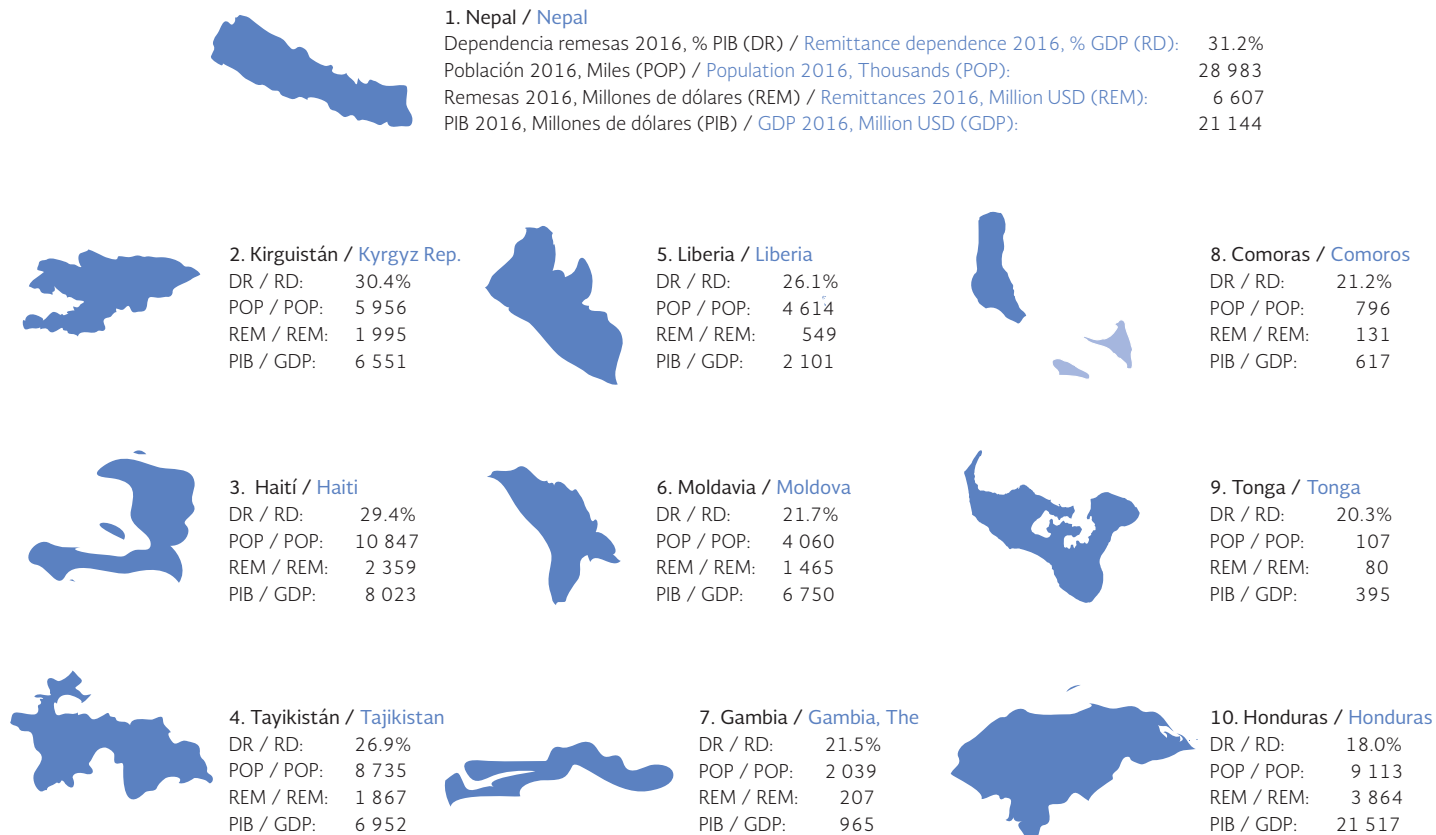 1. Nepal / Nepal
Dependencia remesas 2016, % PIB (DR) / Remittance dependence 2016, % GDP (RD): 31.2%
Población 2016, Miles (POP) / Population 2016, Thousands (POP): 28 983
Remesas 2016, Millones de dólares (REM) / Remittances 2016, Million USD (REM): 6 607
PIB 2016, Millones de dólares (PIB) / GDP 2016, Million USD (GDP): 21 144
2. Kirguistán / Kyrgyz Rep.
DR / RD: 30.4%
POP / POP: 5 956
REM / REM: 1 995
PIB / GDP: 6 551
3. Haití / Haiti
DR / RD: 29.4%
POP / POP: 10 847
REM / REM: 2 359
PIB / GDP: 8 023
4. Tayikistán / Tajikistan
DR / RD: 26.9%
POP / POP: 8 735
REM / REM: 1 867
PIB / GDP: 6 952
5. Liberia / Liberia
DR / RD: 26.1%
POP / POP: 4 614
REM / REM: 549
PIB / GDP: 2 101
6. Moldavia / Moldova
DR / RD: 21.7%
POP / POP: 4 060
REM / REM: 1 465
PIB / GDP: 6 750
7. Gambia / Gambia, The
DR / RD: 21.5%
POP / POP: 2 039
REM / REM: 207
PIB / GDP: 965
8. Comoras / Comoros
DR / RD: 21.2%
POP / POP: 796
REM / REM: 131
PIB / GDP: 617
9. Tonga / Tonga
DR / RD: 20.3%
POP / POP: 107
REM / REM: 80
PIB / GDP: 395
10. Honduras / Honduras
DR / RD: 18.0%
POP / POP: 9 113
REM / REM: 3 864
PIB / GDP: 21 517